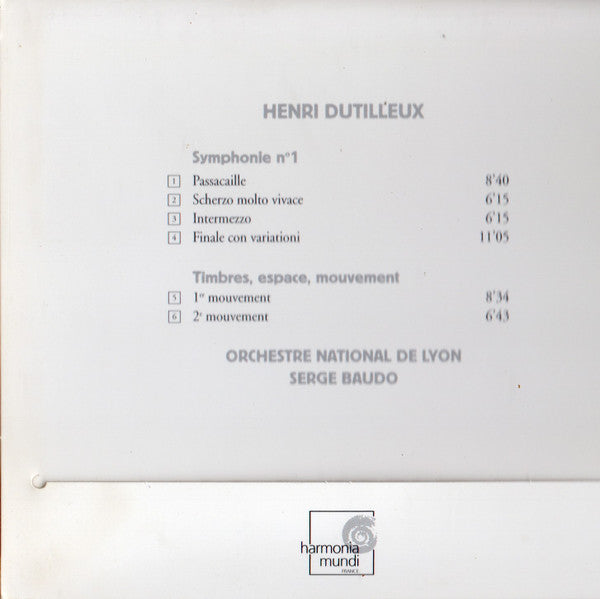 HENRI DUTILLEUX
Symphonie n°1
1 Passacaille 8'40
2 Scherzo molto vivace 6'15
3 Intermezzo 6'15
4 Finale con variationi 11'05
Timbres, espace, mouvement
5 1er mouvement 8'34
6 2e mouvement 6'43
ORCHESTRE NATIONAL DE LYON
SERGE BAUDO
harmonia
mundi
FRANCE